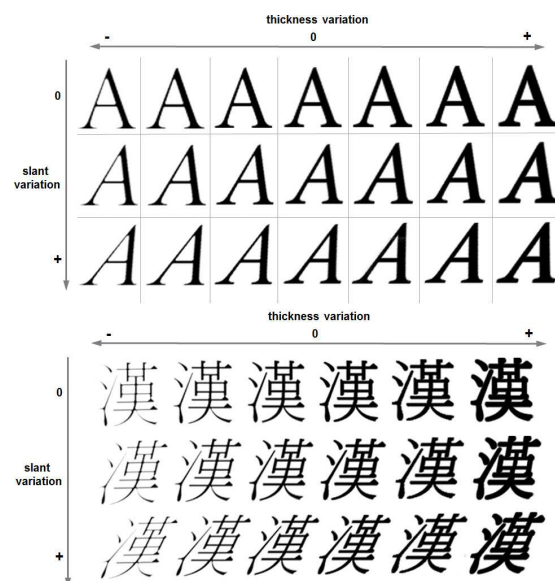 thickness variation
- 0 +
0 A A A A A A A
slant
variation
A A A A A A A
+ A A A A A A A
thickness variation
- 0 +
0 漢 漢 漢 漢 漢 漢
slant
variation
漢 漢 漢 漢 漢 漢
+ 漢 漢 漢 漢 漢 漢